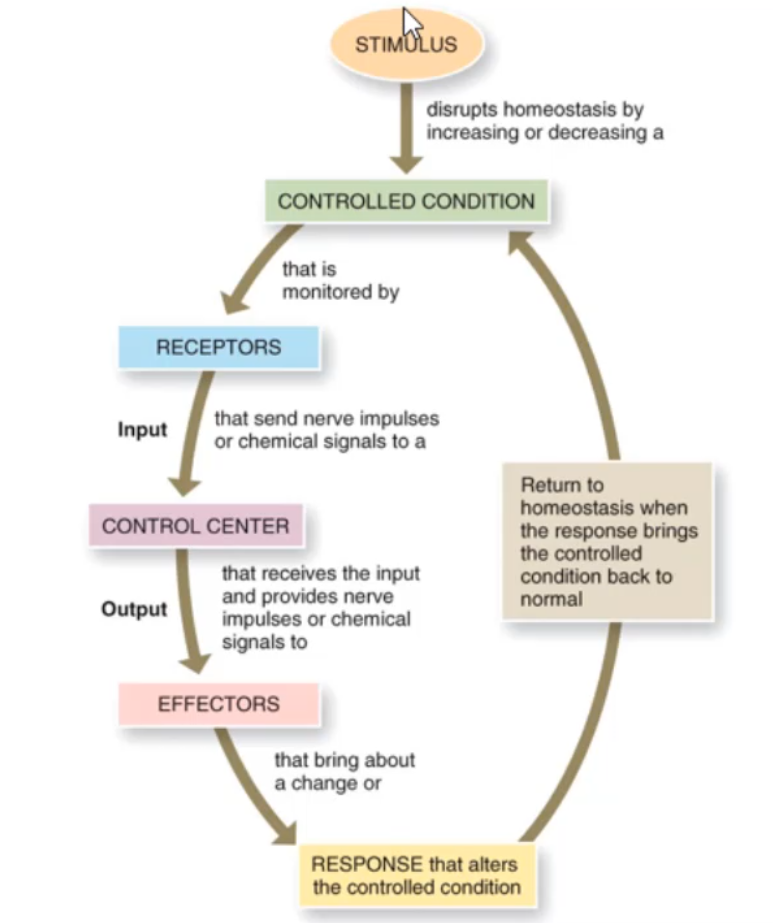 STIMULUS
disrupts homeostasis by
increasing or decreasing a
CONTROLLED CONDITION
that is
monitored by
RECEPTORS
Input
that send nerve impulses
or chemical signals to a
CONTROL CENTER
Output
that receives the input
and provides nerve
impulses or chemical
signals to
EFFECTORS
that bring about
a change or
RESPONSE that alters
the controlled condition
Return to
homeostasis when
the response brings
the controlled
condition back to
normal